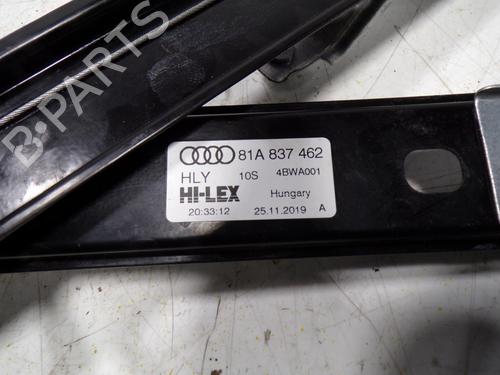 B-PARTS
81A 837 462
HLY 10S 4BWA001
HI-LEX Hungary
20:33:12 25.11.2019 A